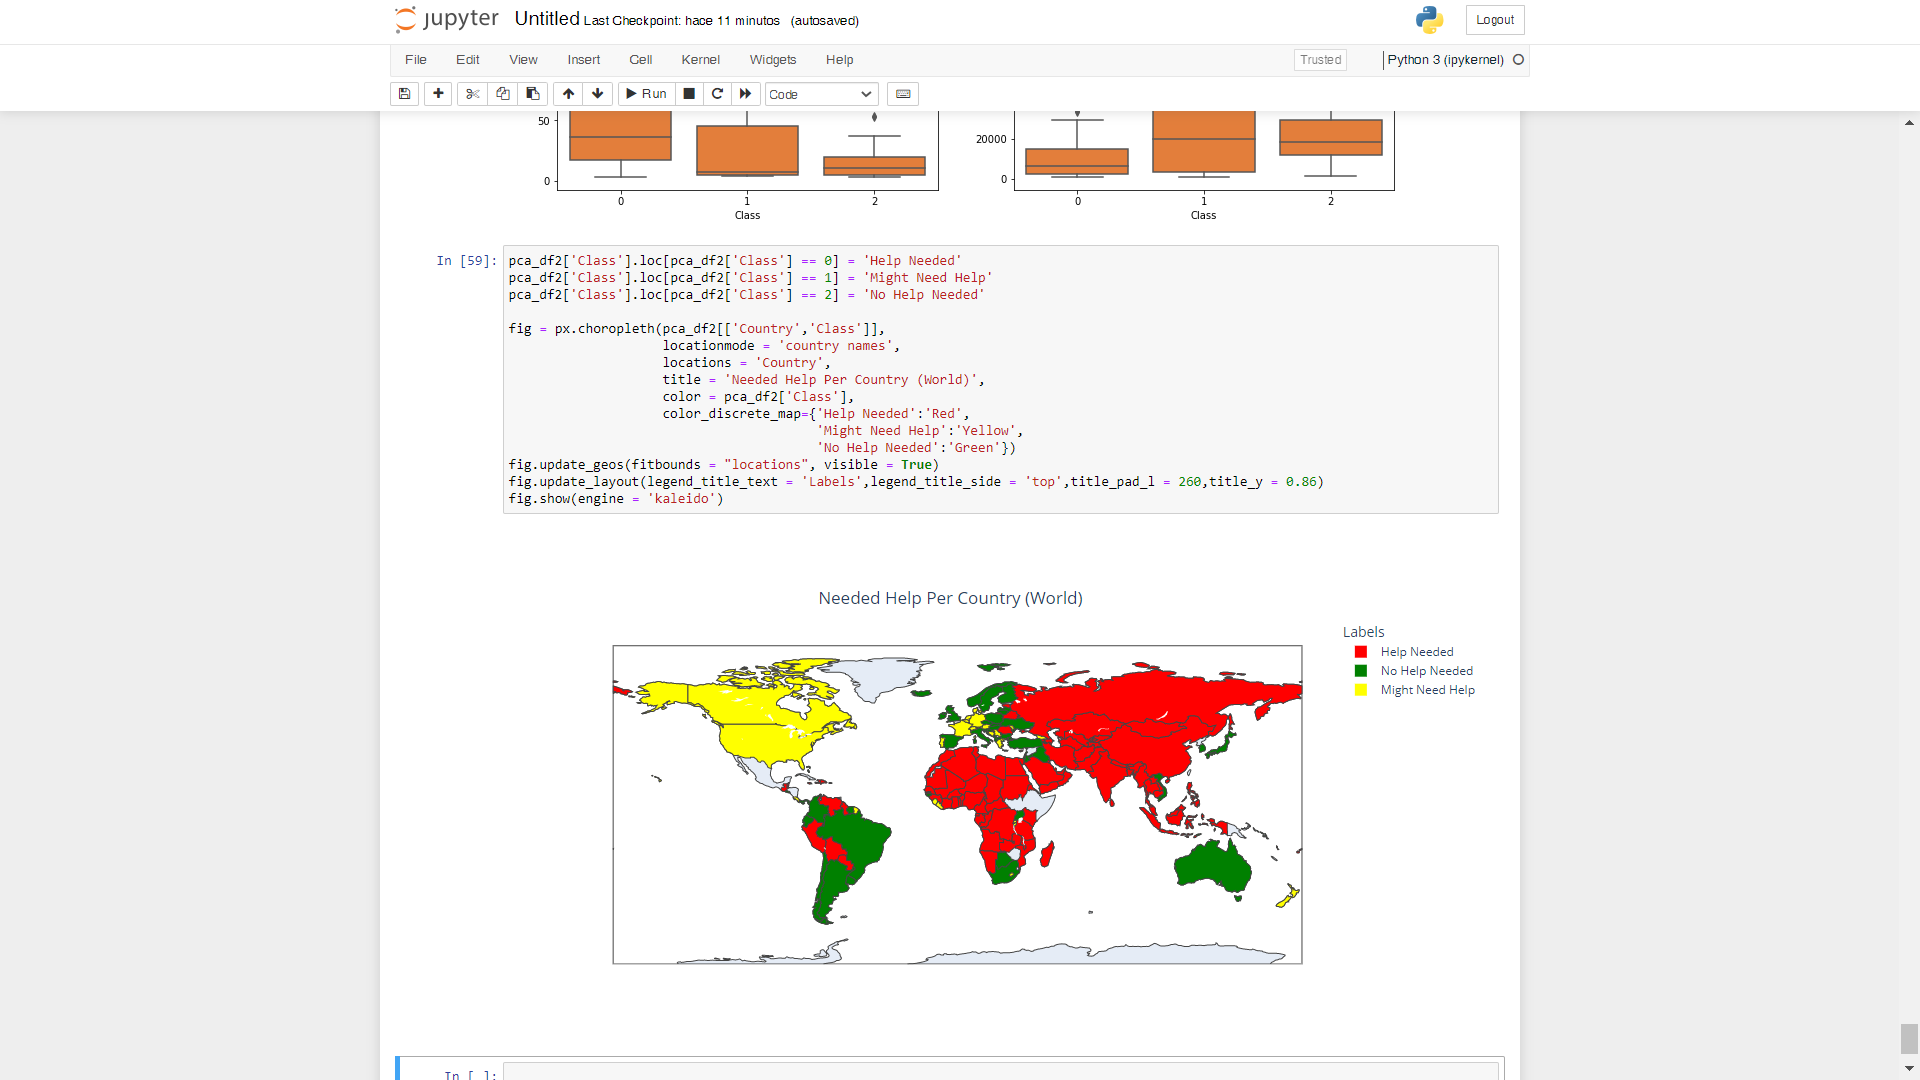 jupyter Untitled Last Checkpoint: hace 11 minutos (autosaved) Logout
File Edit View Insert Cell Kernel Widgets Help Trusted Python 3 (ipykernel)
Run Code
50
0
0 1 2
Class
20000
0
0 1 2
Class
In [59]:
pca_df2['Class'].loc[pca_df2['Class'] == 0] = 'Help Needed'
pca_df2['Class'].loc[pca_df2['Class'] == 1] = 'Might Need Help'
pca_df2['Class'].loc[pca_df2['Class'] == 2] = 'No Help Needed'
fig = px.choropleth(pca_df2[['Country','Class']],
locationmode = 'country names',
locations = 'Country',
title = 'Needed Help Per Country (World)',
color = pca_df2['Class'],
color_discrete_map={'Help Needed':'Red',
'Might Need Help':'Yellow',
'No Help Needed':'Green'})
fig.update_geos(fitbounds = "locations", visible = True)
fig.update_layout(legend_title_text = 'Labels',legend_title_side = 'top',title_pad_l = 260,title_y = 0.86)
fig.show(engine = 'kaleido')
Needed Help Per Country (World)
Labels
Help Needed
No Help Needed
Might Need Help
In [ ]: